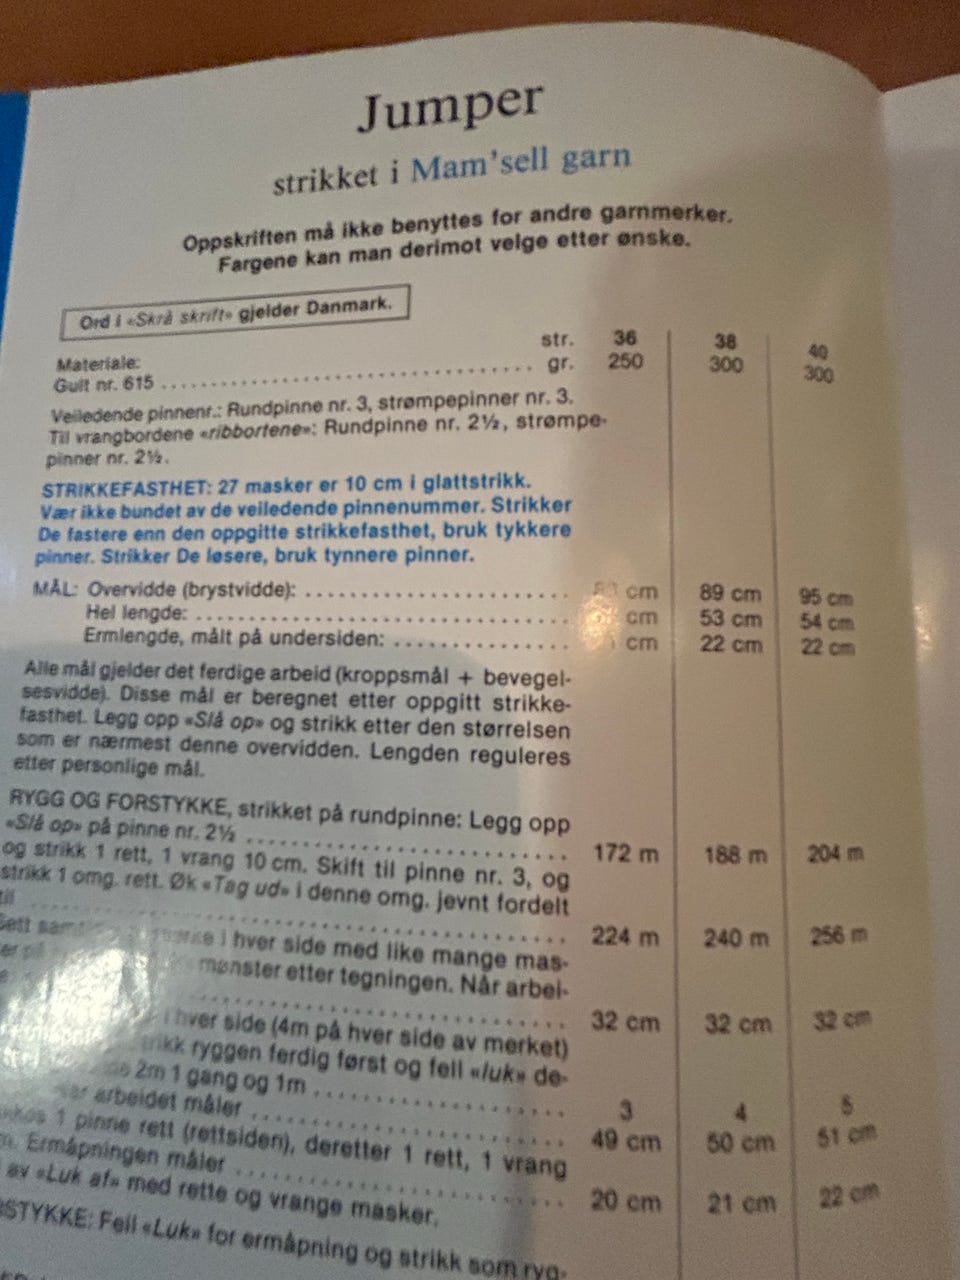 Jumper
strikket i Mam'sell garn
Oppskriften må ikke benyttes for andre garnmerker.
Fargene kan man derimot velge etter ønske.
Ord i «Skrå skrift» gjelder Danmark.
Materiale: str. 36 38 40
Gult nr. 615 gr. 250 300 300
Veiledende pinnenr.: Rundpinne nr. 3, strømpepinner nr. 3.
Til vrangbordene «ribbortene»: Rundpinne nr. 2½, strømpe-
pinner nr. 2½.
STRIKKEFASTHET: 27 masker er 10 cm i glattstrikk.
Vær ikke bundet av de veiledende pinnenummer. Strikker
De fastere enn den oppgitte strikkefasthet, bruk tykkere
pinner. Strikker De løsere, bruk tynnere pinner.
MÅL: Overvidde (brystvidde): cm 89 cm 95 cm
Hel lengde: cm 53 cm 54 cm
Ermlengde, målt på undersiden: cm 22 cm 22 cm
Alle mål gjelder det ferdige arbeid (kroppsmål + bevegel-
sesvidde). Disse mål er beregnet etter oppgitt strikke-
fasthet. Legg opp «Slå op» og strikk etter den størrelsen
som er nærmest denne overvidden. Lengden reguleres
etter personlige mål.
RYGG OG FORSTYKKE, strikket på rundpinne: Legg opp
«Slå op» på pinne nr. 2½ 172 m 188 m 204 m
og strikk 1 rett, 1 vrang 10 cm. Skift til pinne nr. 3, og
strikk 1 omg. rett. Øk «Tag ud» i denne omg. jevnt fordelt
til 224 m 240 m 256 m
i hver side med like mange mas-
mønster etter tegningen. Når arbei-
32 cm 32 cm 32 cm
i hver side (4m på hver side av merket)
ryggen ferdig først og fell «luk» de-
2m 1 gang og 1m 3 4 5
arbeidet måler 49 cm 50 cm 51 cm
1 pinne rett (rettsiden), deretter 1 rett, 1 vrang
Ermåpningen måler 20 cm 21 cm 22 cm
av «Luk af» med rette og vrange masker.
STYKKE: Fell «Luk» for ermåpning og strikk som ryg-